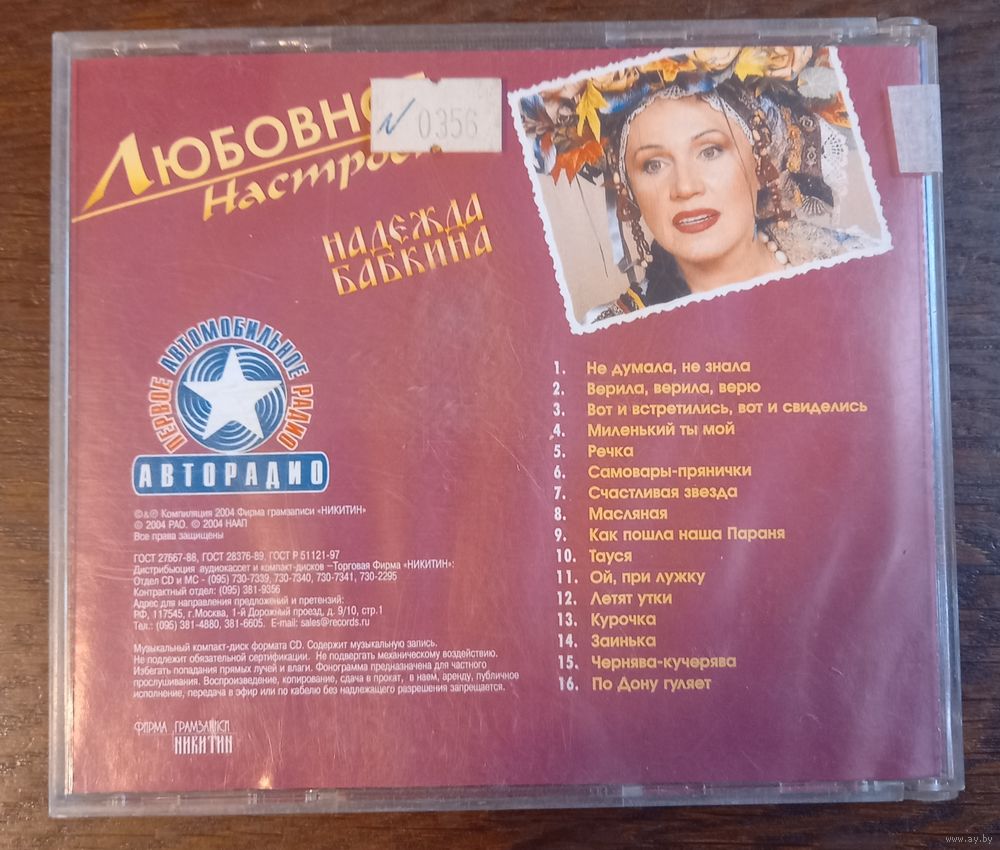 Любовно
Настрое
0356
НАДЕЖДА
БАБКИНА
ПЕРВОЕ АВТОМОБИЛЬНОЕ РАДИО
АВТОРАДИО
©&℗ Компиляция 2004 Фирма грамзаписи «НИКИТИН»
© 2004 РАО. © 2004 НААП
Все права защищены
ГОСТ 27667-88, ГОСТ 28376-89, ГОСТ Р 51121-97
Дистрибьюция аудиокассет и компакт-дисков –Торговая Фирма «НИКИТИН»:
Отдел CD и МС - (095) 730-7339, 730-7340, 730-7341, 730-2295
Контрактный отдел: (095) 381-9356
Адрес для направления предложений и претензий:
РФ, 117545, г.Москва, 1-й Дорожный проезд, д. 9/10, стр.1
Тел.: (095) 381-4880, 381-6605. E-mail: sales@records.ru
Музыкальный компакт-диск формата CD. Содержит музыкальную запись.
Не подлежит обязательной сертификации. Не подвергать механическому воздействию.
Избегать попадания прямых лучей и влаги. Фонограмма предназначена для частного
прослушивания. Воспроизведение, копирование, сдача в прокат, в наем, аренду, публичное
исполнение, передача в эфир или по кабелю без надлежащего разрешения запрещается.
ФИРМА ГРАМЗАПИСИ
НИКИТИН
1. Не думала, не знала
2. Верила, верила, верю
3. Вот и встретились, вот и свиделись
4. Миленький ты мой
5. Речка
6. Самовары-прянички
7. Счастливая звезда
8. Масляная
9. Как пошла наша Параня
10. Тауся
11. Ой, при лужку
12. Летят утки
13. Курочка
14. Заинька
15. Чернява-кучерява
16. По Дону гуляет
www.ay.by